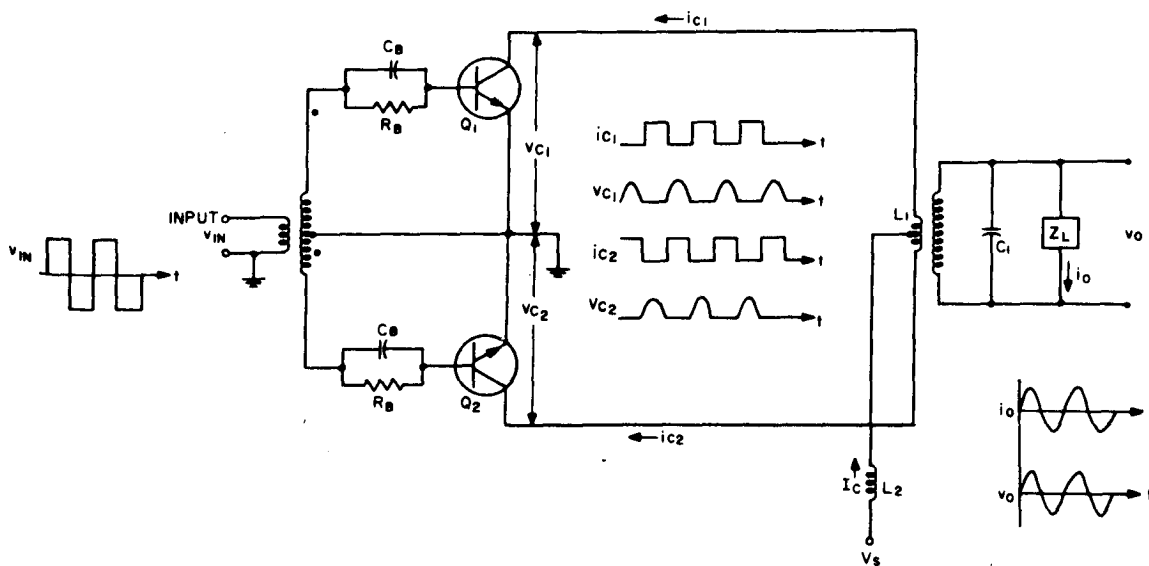 iC1
CB
RB
Q1
vC1
iC1
t
vC1
t
iC2
t
vC2
t
INPUT
vIN
vIN
t
L1
C1
ZL
io
vo
vC2
CB
RB
Q2
iC2
IC
L2
Vs
io
vo
t